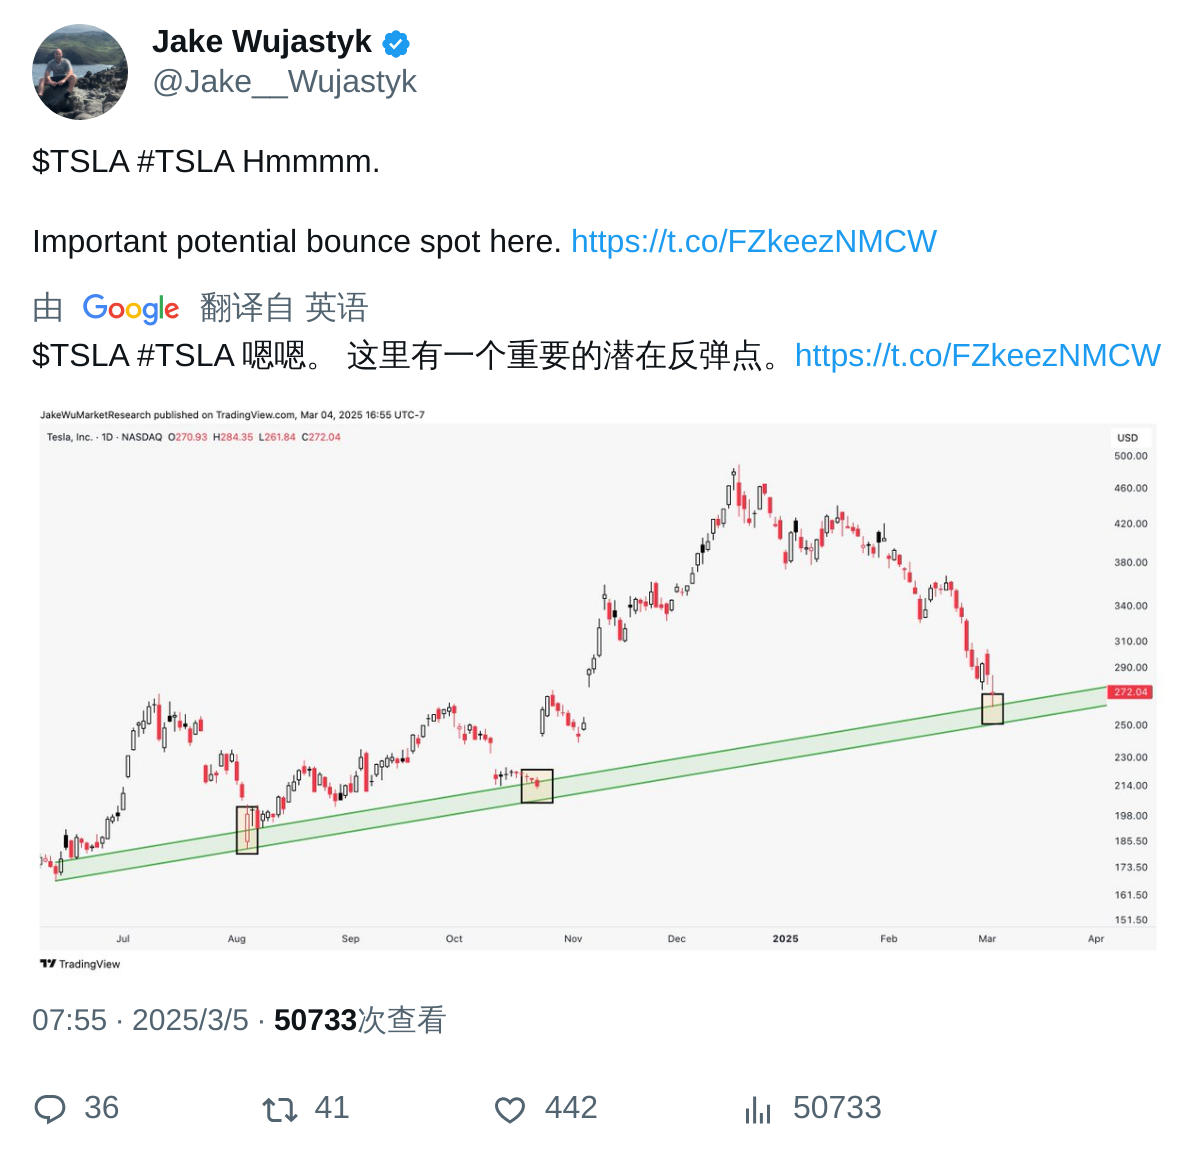 Jake Wujastyk
@Jake__Wujastyk
$TSLA #TSLA Hmmmm.
Important potential bounce spot here. https://t.co/FZkeezNMCW
由 Google 翻译自 英语
$TSLA #TSLA 嗯嗯。 这里有一个重要的潜在反弹点。https://t.co/FZkeezNMCW
JakeWuMarketResearch published on TradingView.com, Mar 04, 2025 16:55 UTC-7
Tesla, Inc. · 1D · NASDAQ O270.93 H284.35 L261.84 C272.04
USD
500.00
460.00
420.00
380.00
340.00
310.00
290.00
272.04
250.00
230.00
214.00
198.00
185.50
173.50
161.50
151.50
Jul Aug Sep Oct Nov Dec 2025 Feb Mar Apr
TradingView
07:55 · 2025/3/5 · 50733次查看
36 41 442 50733